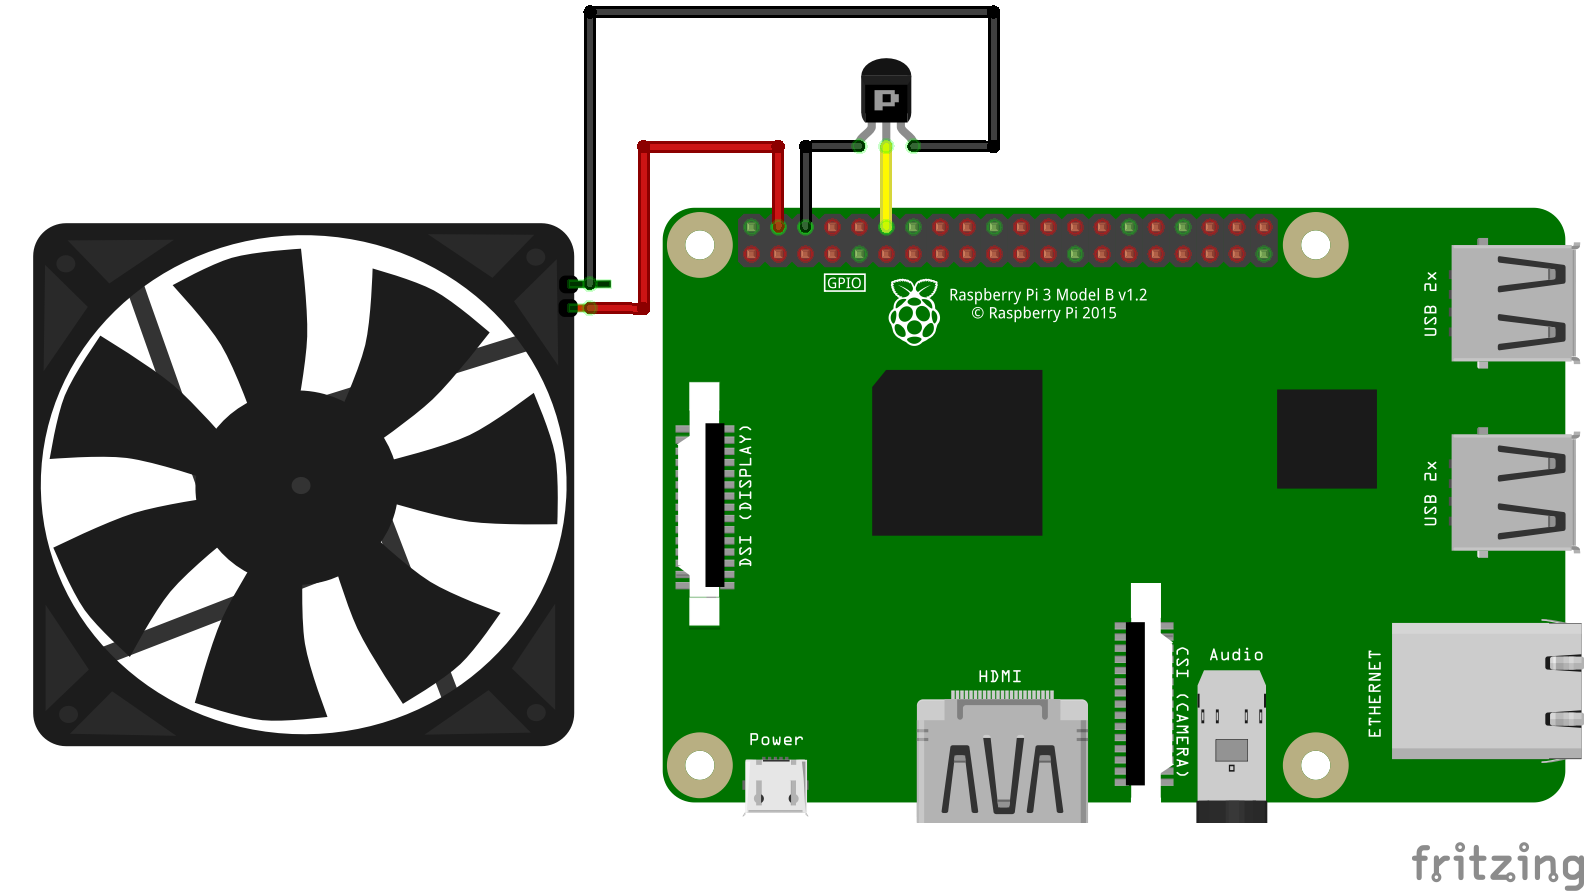 P
GPIO
Raspberry Pi 3 Model B v1.2
© Raspberry Pi 2015
USB 2x
DSI (DISPLAY)
USB 2x
HDMI
CSI (CAMERA)
Audio
ETHERNET
Power
fritzing